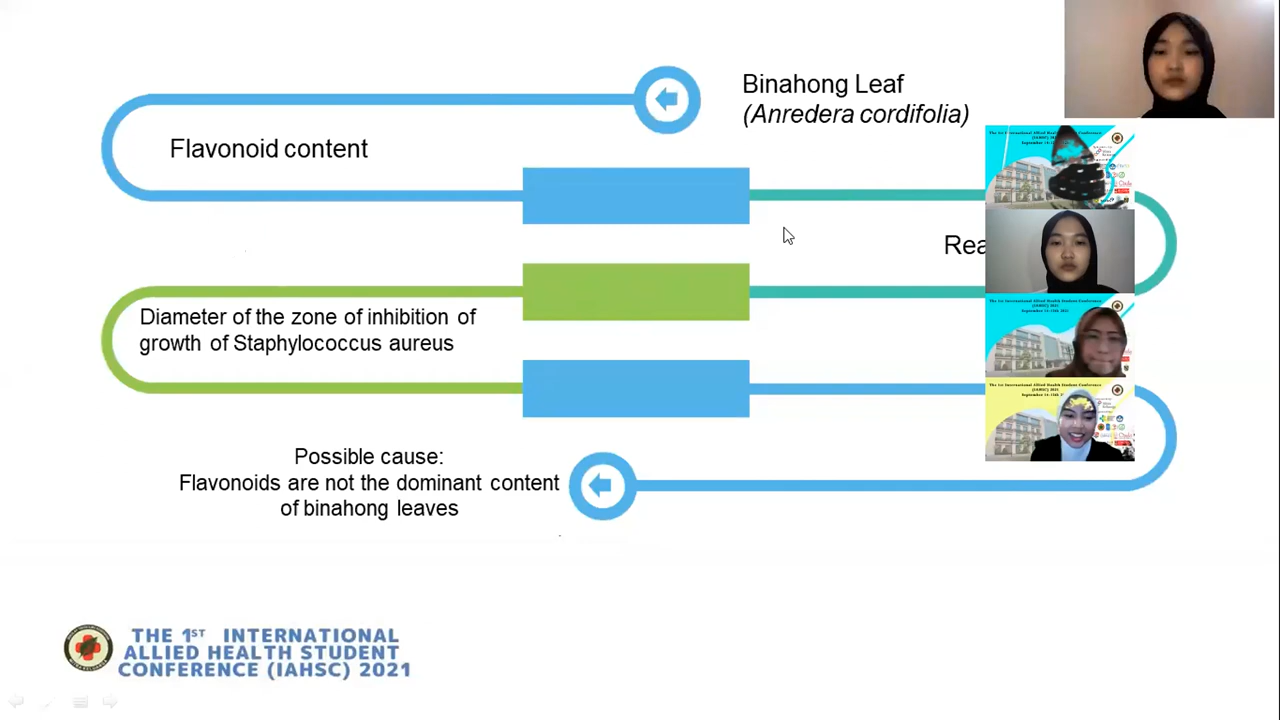 Binahong Leaf
(Anredera cordifolia)
Flavonoid content
Diameter of the zone of inhibition of
growth of Staphylococcus aureus
Possible cause:
Flavonoids are not the dominant content
of binahong leaves
THE 1ST INTERNATIONAL
ALLIED HEALTH STUDENT
CONFERENCE (IAHSC) 2021